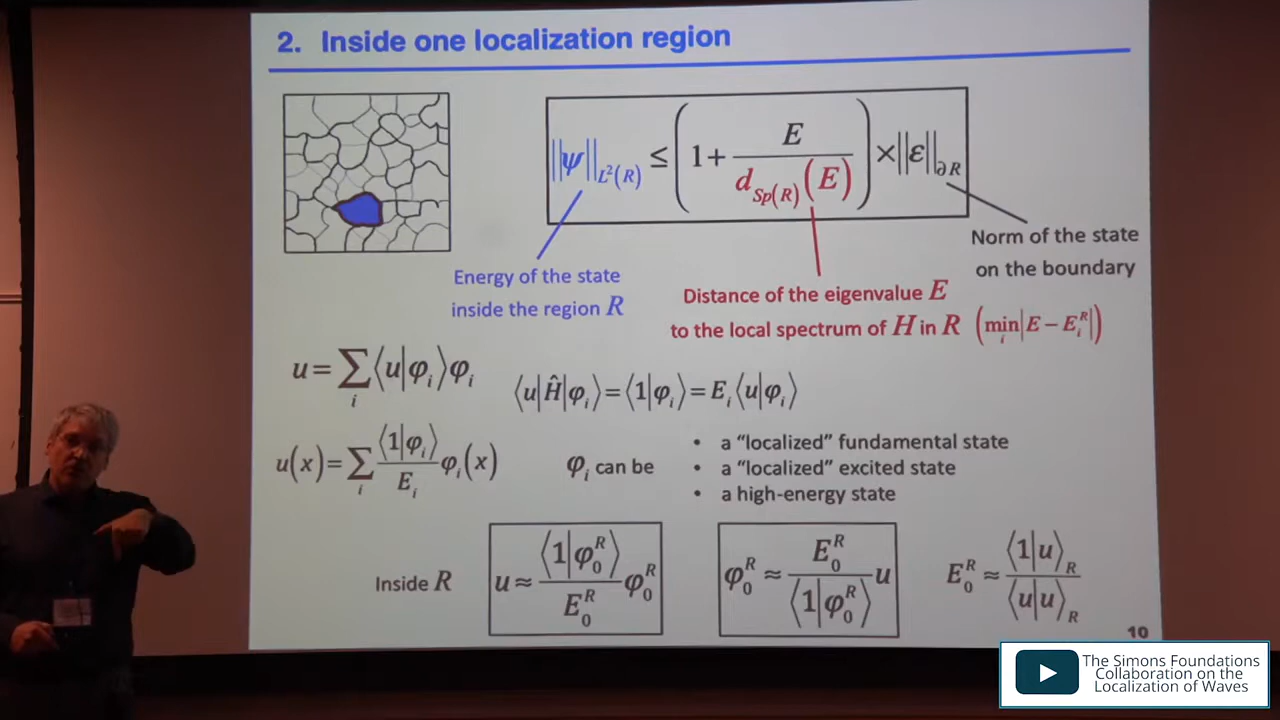 2. Inside one localization region
||ψ||_{L²(R)} ≤ (1+ E / d_{Sp(R)}(E)) ×||ε||_{∂R}
Norm of the state
on the boundary
Energy of the state
inside the region R
Distance of the eigenvalue E
to the local spectrum of H in R (min_i |E − E_i^R|)
u = ∑_i ⟨u|φ_i⟩φ_i
⟨u|Ĥ|φ_i⟩=⟨1|φ_i⟩=E_i⟨u|φ_i⟩
u(x)=∑_i ⟨1|φ_i⟩ / E_i φ_i(x)
φ_i can be
• a "localized" fundamental state
• a "localized" excited state
• a high-energy state
Inside R
u ≈ ⟨1|φ_0^R⟩ / E_0^R φ_0^R
φ_0^R ≈ E_0^R / ⟨1|φ_0^R⟩ u
E_0^R ≈ ⟨1|u⟩_R / ⟨u|u⟩_R
10
The Simons Foundations
Collaboration on the
Localization of Waves